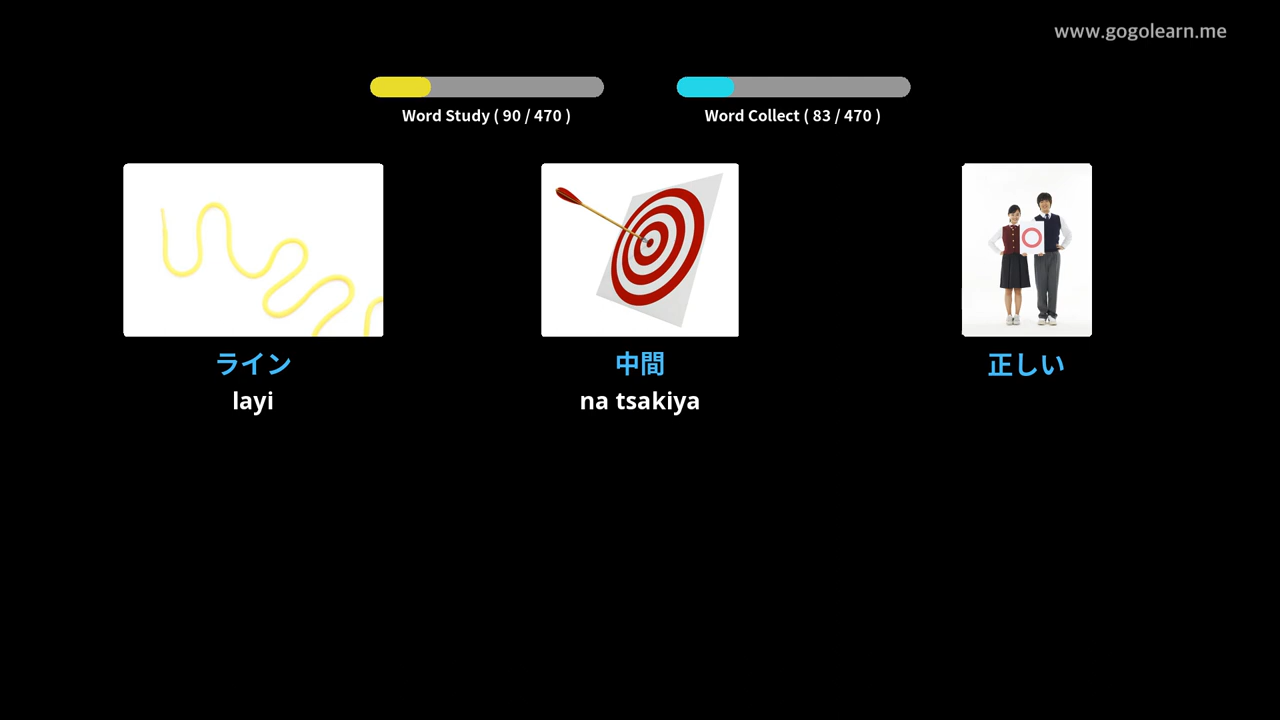 www.gogolearn.me
Word Study ( 90 / 470 )
Word Collect ( 83 / 470 )
ライン
layi
中間
na tsakiya
正しい